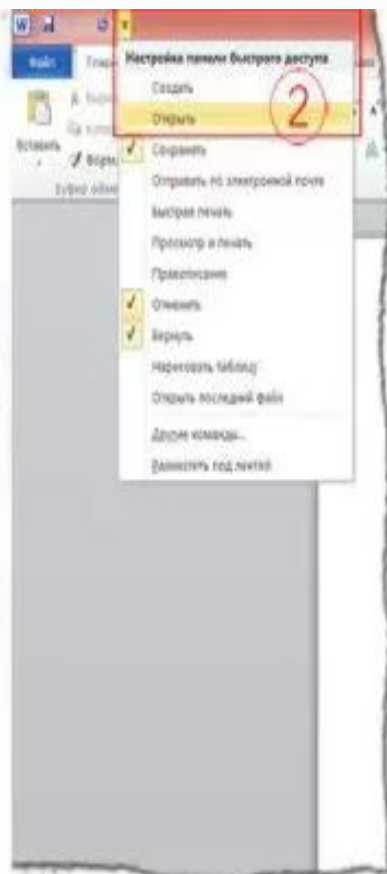 W
Файл
Настройка панели быстрого доступа
Создать
Открыть
2
Вставить
Сохранить
Отправить по электронной почте
Быстрая печать
Просмотр и печать
Правописание
Отменить
Вернуть
Нарисовать таблицу
Открыть последний файл
Другие команды...
Разместить под лентой